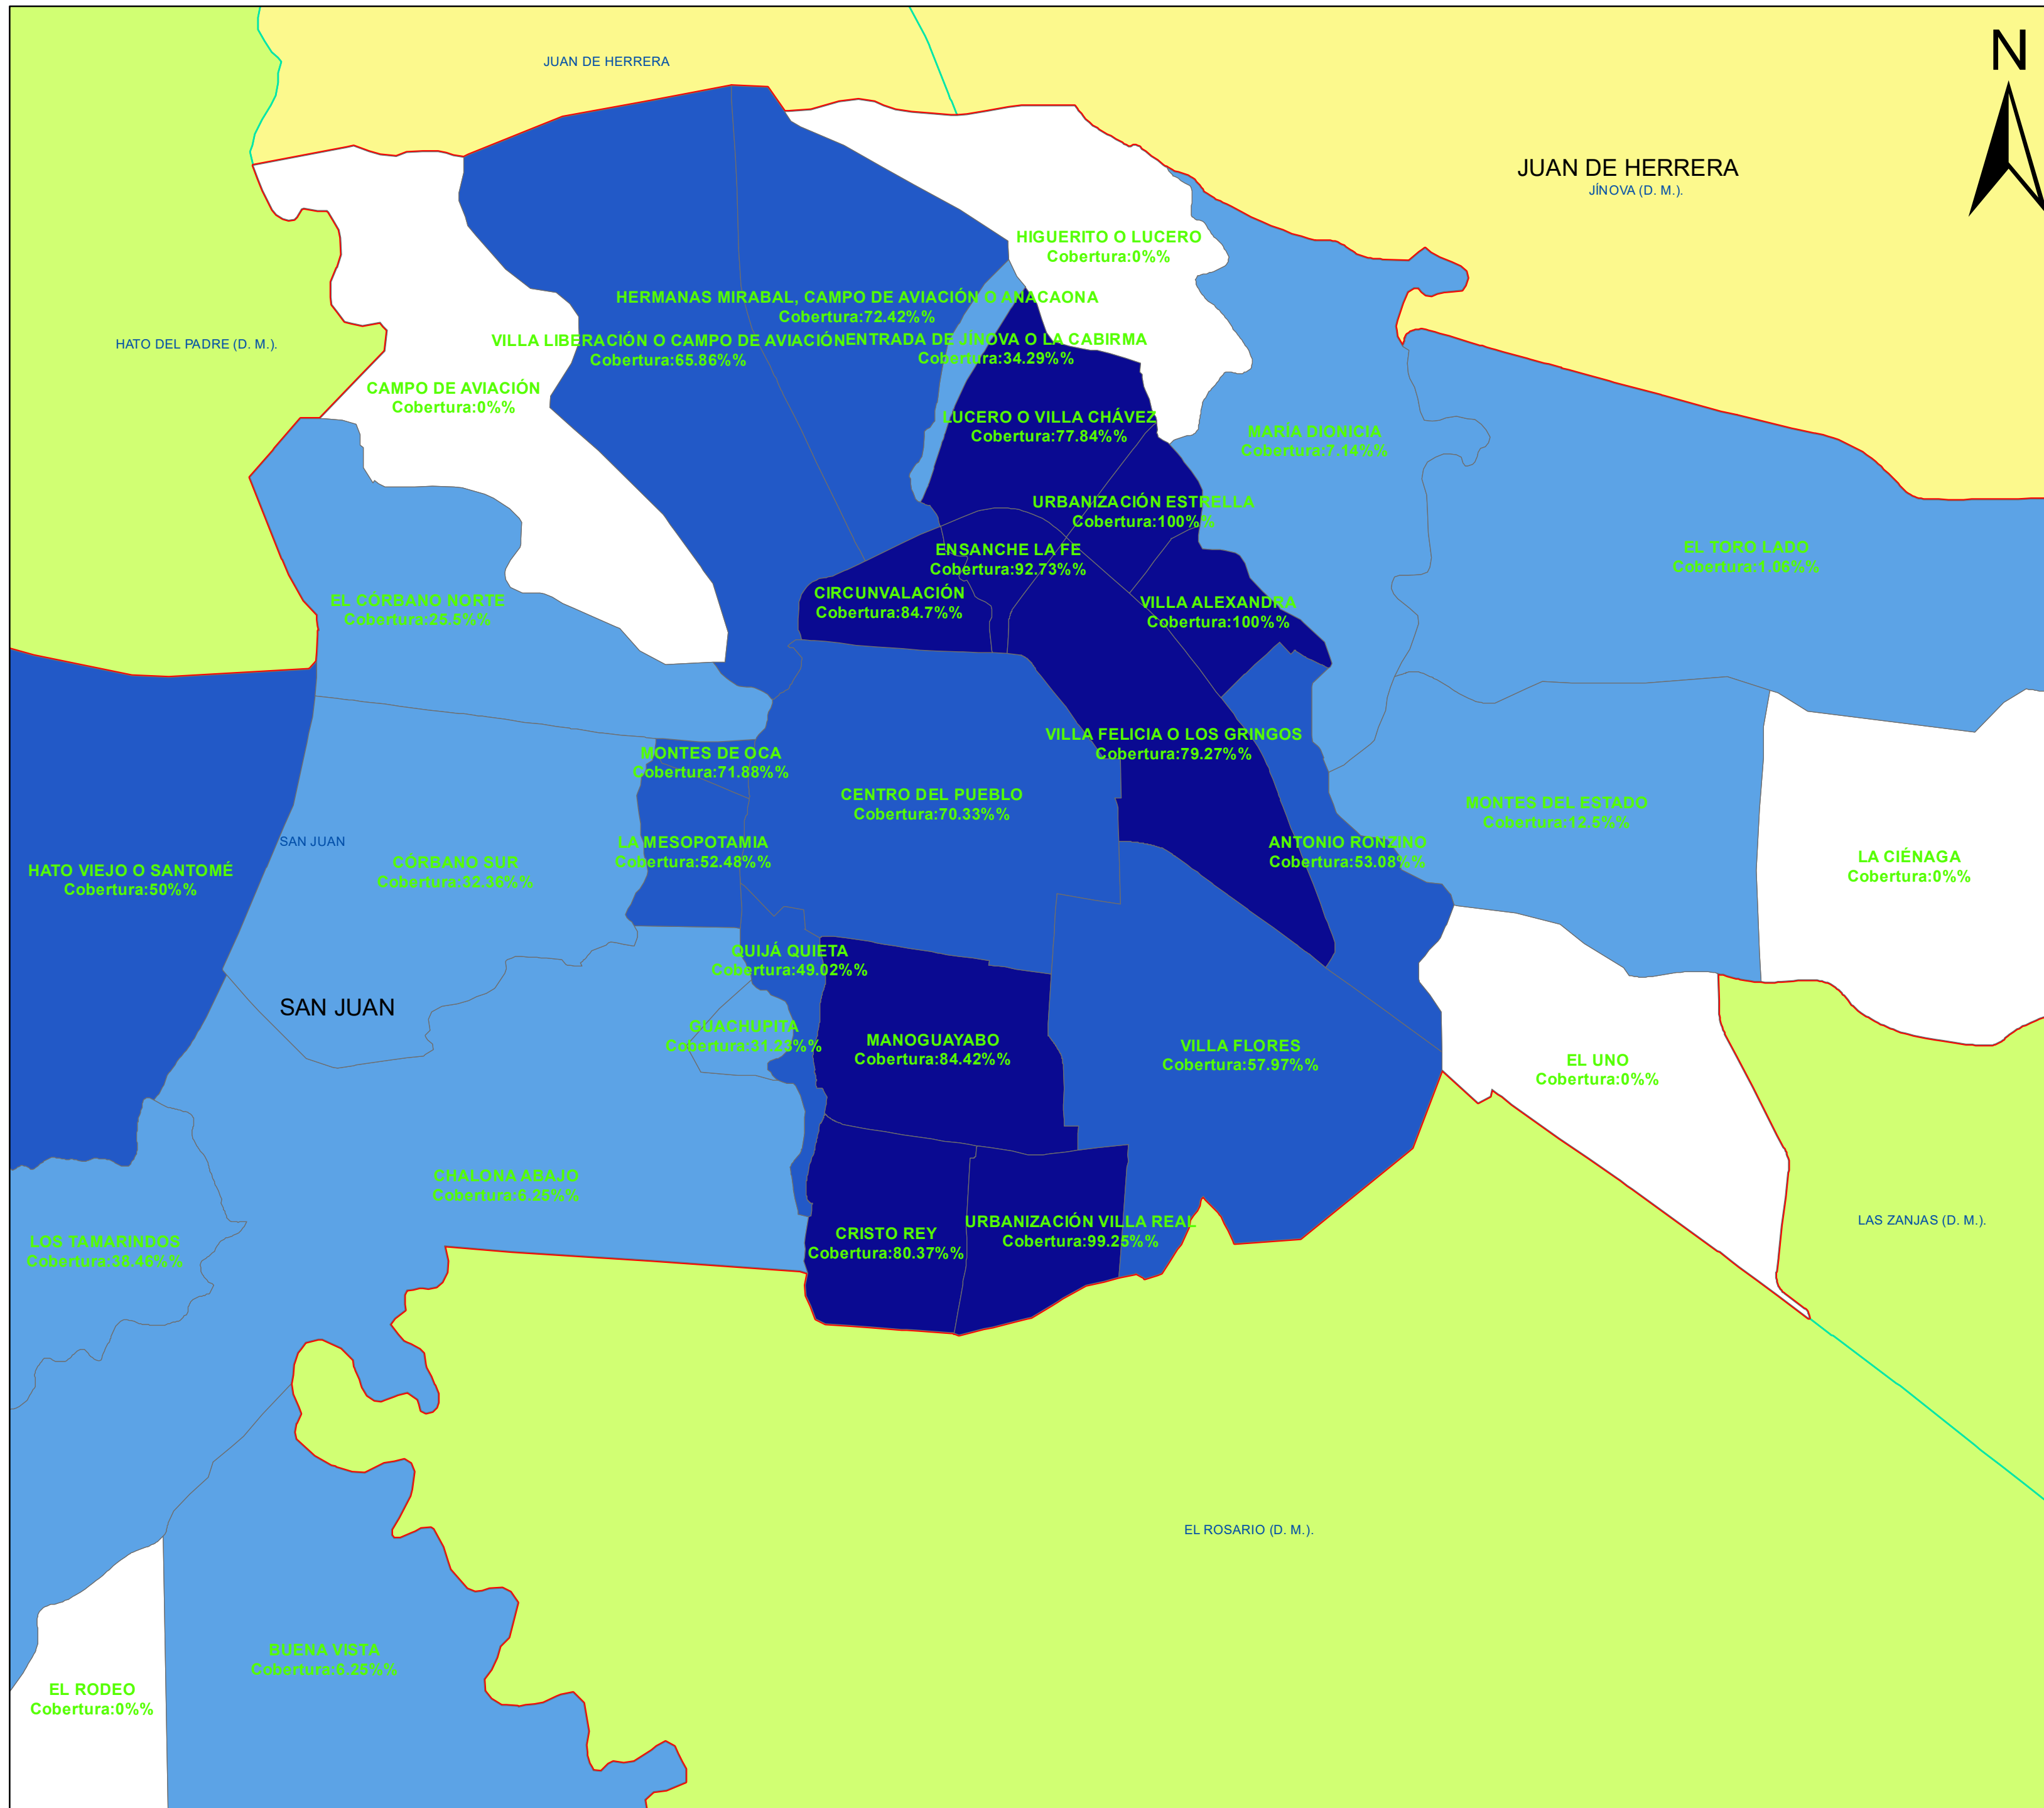 N
JUAN DE HERRERA
JUAN DE HERRERA
JÍNOVA (D. M.).
HIGUERITO O LUCERO
Cobertura:0%%
HERMANAS MIRABAL, CAMPO DE AVIACIÓN O ANACAONA
Cobertura:72.42%%
VILLA LIBERACIÓN O CAMPO DE AVIACIÓN
Cobertura:65.86%%
ENTRADA DE JÍNOVA O LA CABIRMA
Cobertura:34.29%%
HATO DEL PADRE (D. M.).
CAMPO DE AVIACIÓN
Cobertura:0%%
LUCERO O VILLA CHÁVEZ
Cobertura:77.84%%
MARÍA DIONICIA
Cobertura:7.14%%
URBANIZACIÓN ESTRELLA
Cobertura:100%%
ENSANCHE LA FE
Cobertura:92.73%%
EL TORO LADO
Cobertura:1.06%%
CIRCUNVALACIÓN
Cobertura:84.7%%
EL CÓRBANO NORTE
Cobertura:25.5%%
VILLA ALEXANDRA
Cobertura:100%%
VILLA FELICIA O LOS GRINGOS
Cobertura:79.27%%
MONTES DE OCA
Cobertura:71.88%%
CENTRO DEL PUEBLO
Cobertura:70.33%%
MONTES DEL ESTADO
Cobertura:12.5%%
SAN JUAN
LA MESOPOTAMIA
Cobertura:52.48%%
ANTONIO RONZINO
Cobertura:53.08%%
CÓRBANO SUR
Cobertura:32.36%%
HATO VIEJO O SANTOMÉ
Cobertura:50%%
LA CIÉNAGA
Cobertura:0%%
QUIJÁ QUIETA
Cobertura:49.02%%
SAN JUAN
GUACHUPITA
Cobertura:31.23%%
MANOGUAYABO
Cobertura:84.42%%
VILLA FLORES
Cobertura:57.97%%
EL UNO
Cobertura:0%%
CHALONA ABAJO
Cobertura:6.25%%
LOS TAMARINDOS
Cobertura:38.46%%
CRISTO REY
Cobertura:80.37%%
URBANIZACIÓN VILLA REAL
Cobertura:99.25%%
LAS ZANJAS (D. M.).
EL ROSARIO (D. M.).
BUENA VISTA
Cobertura:6.25%%
EL RODEO
Cobertura:0%%